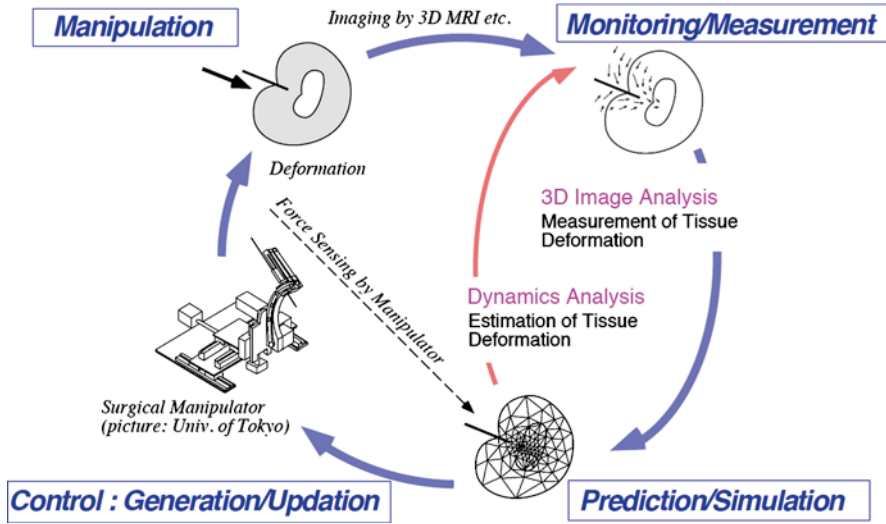 Manipulation
Imaging by 3D MRI etc.
Monitoring/Measurement
Deformation
Force Sensing by Manipulator
3D Image Analysis
Measurement of Tissue
Deformation
Dynamics Analysis
Estimation of Tissue
Deformation
Surgical Manipulator
(picture: Univ. of Tokyo)
Control : Generation/Updation
Prediction/Simulation